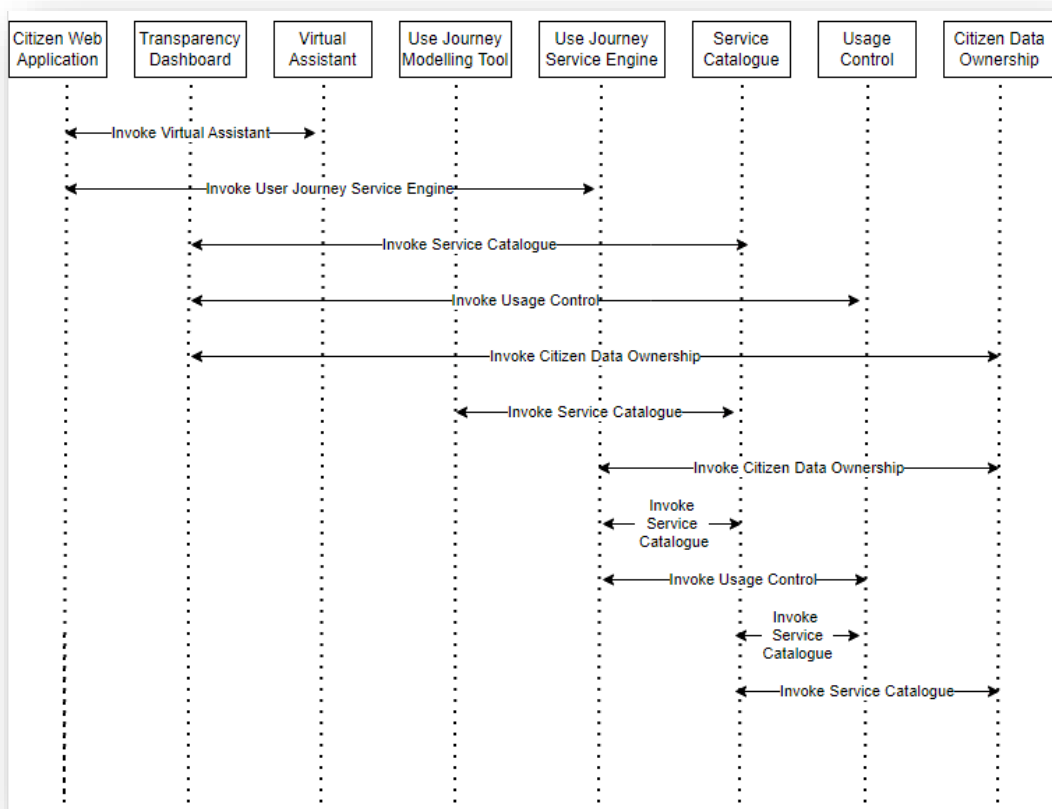 Citizen Web
Application
Transparency
Dashboard
Virtual
Assistant
Use Journey
Modelling Tool
Use Journey
Service Engine
Service
Catalogue
Usage
Control
Citizen Data
Ownership
Invoke Virtual Assistant
Invoke User Journey Service Engine
Invoke Service Catalogue
Invoke Usage Control
Invoke Citizen Data Ownership
Invoke Service Catalogue
Invoke Citizen Data Ownership
Invoke
Service
Catalogue
Invoke Usage Control
Invoke
Service
Catalogue
Invoke Service Catalogue